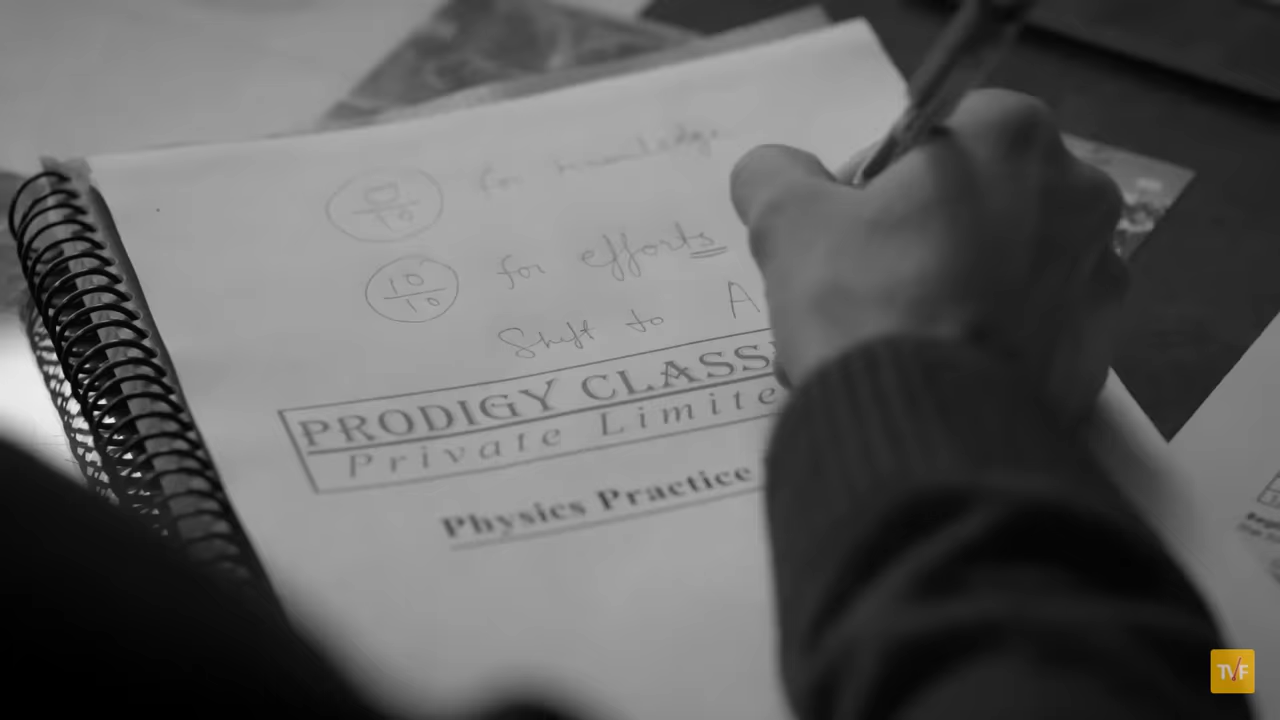 0/10 for knowledge
10/10 for efforts
Shift to A
PRODIGY CLASS
Private Limite
Physics Practice
TVF